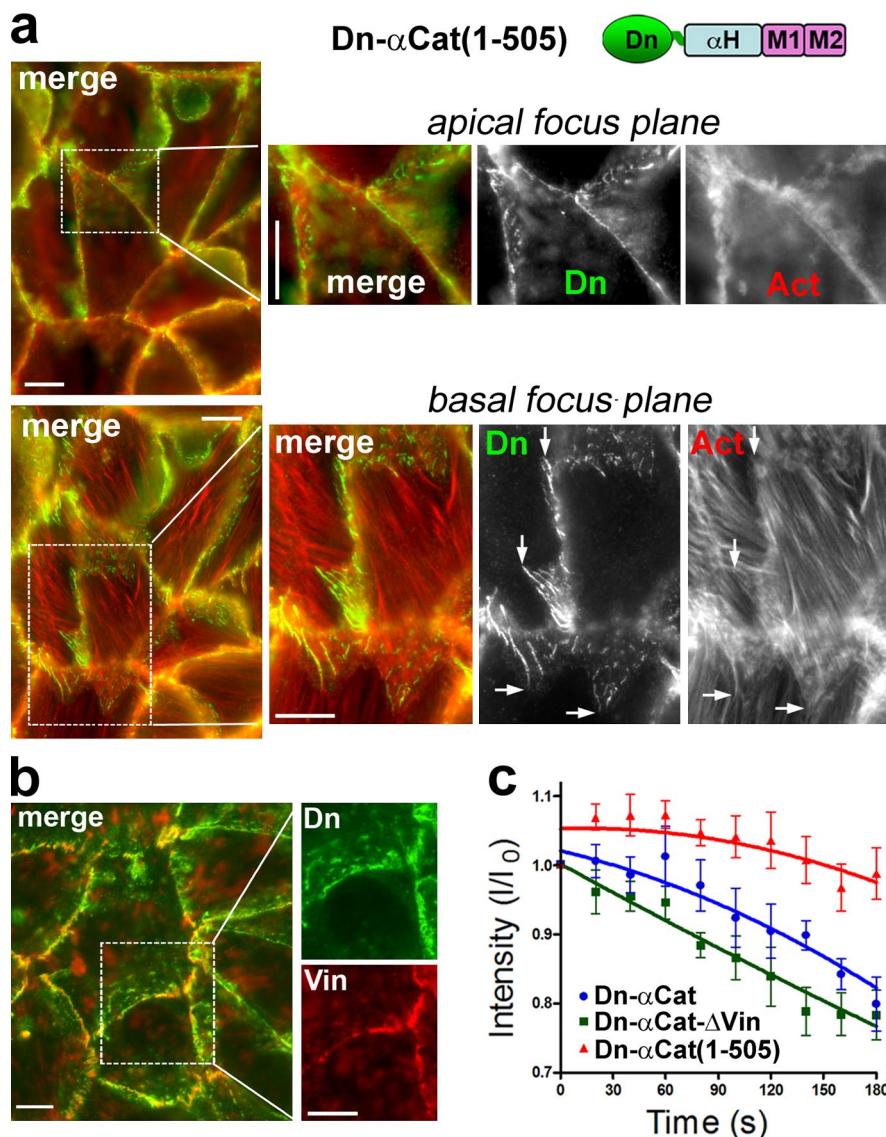 a
Dn-αCat(1-505)
Dn αH M1 M2
merge
apical focus plane
merge
Dn
Act
merge
basal focus plane
merge
Dn
Act
b
merge
Dn
Vin
c
Intensity (I/I₀)
1.1
1.0
0.9
0.8
0.7
Dn-αCat
Dn-αCat-ΔVin
Dn-αCat(1-505)
0 30 60 90 120 150 180
Time (s)